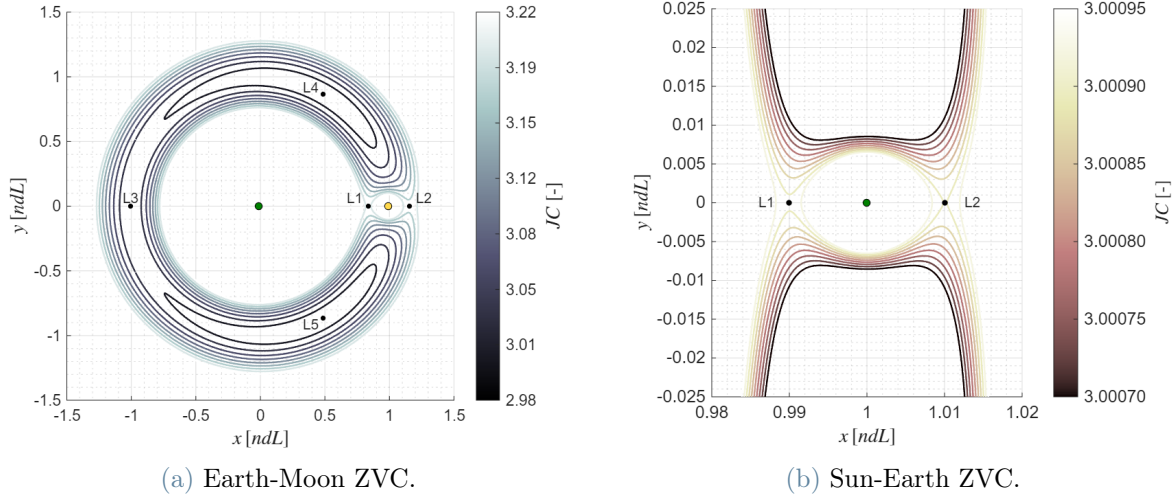 1.5
1
0.5
0
-0.5
-1
-1.5
y [ndL]
-1.5 -1 -0.5 0 0.5 1 1.5
x [ndL]
L4
L3 L1 L2
L5
3.22
3.19
3.15
3.12
3.08
3.05
3.01
2.98
JC [-]
(a) Earth-Moon ZVC.
0.025
0.02
0.015
0.01
0.005
0
-0.005
-0.01
-0.015
-0.02
-0.025
y [ndL]
0.98 0.99 1 1.01 1.02
x [ndL]
L1 L2
3.00095
3.00090
3.00085
3.00080
3.00075
3.00070
JC [-]
(b) Sun-Earth ZVC.